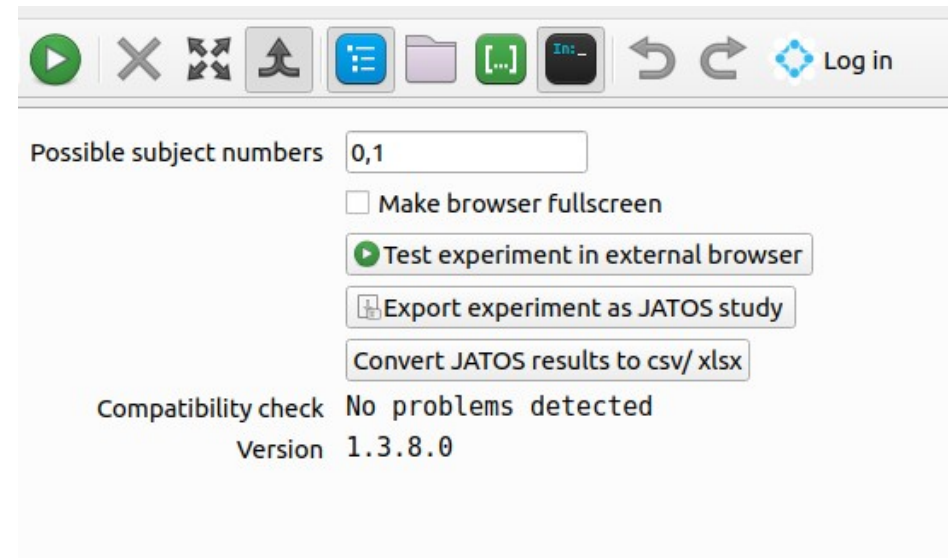 [...] In:_ Log in
Possible subject numbers 0,1
Make browser fullscreen
Test experiment in external browser
Export experiment as JATOS study
Convert JATOS results to csv/ xlsx
Compatibility check No problems detected
Version 1.3.8.0